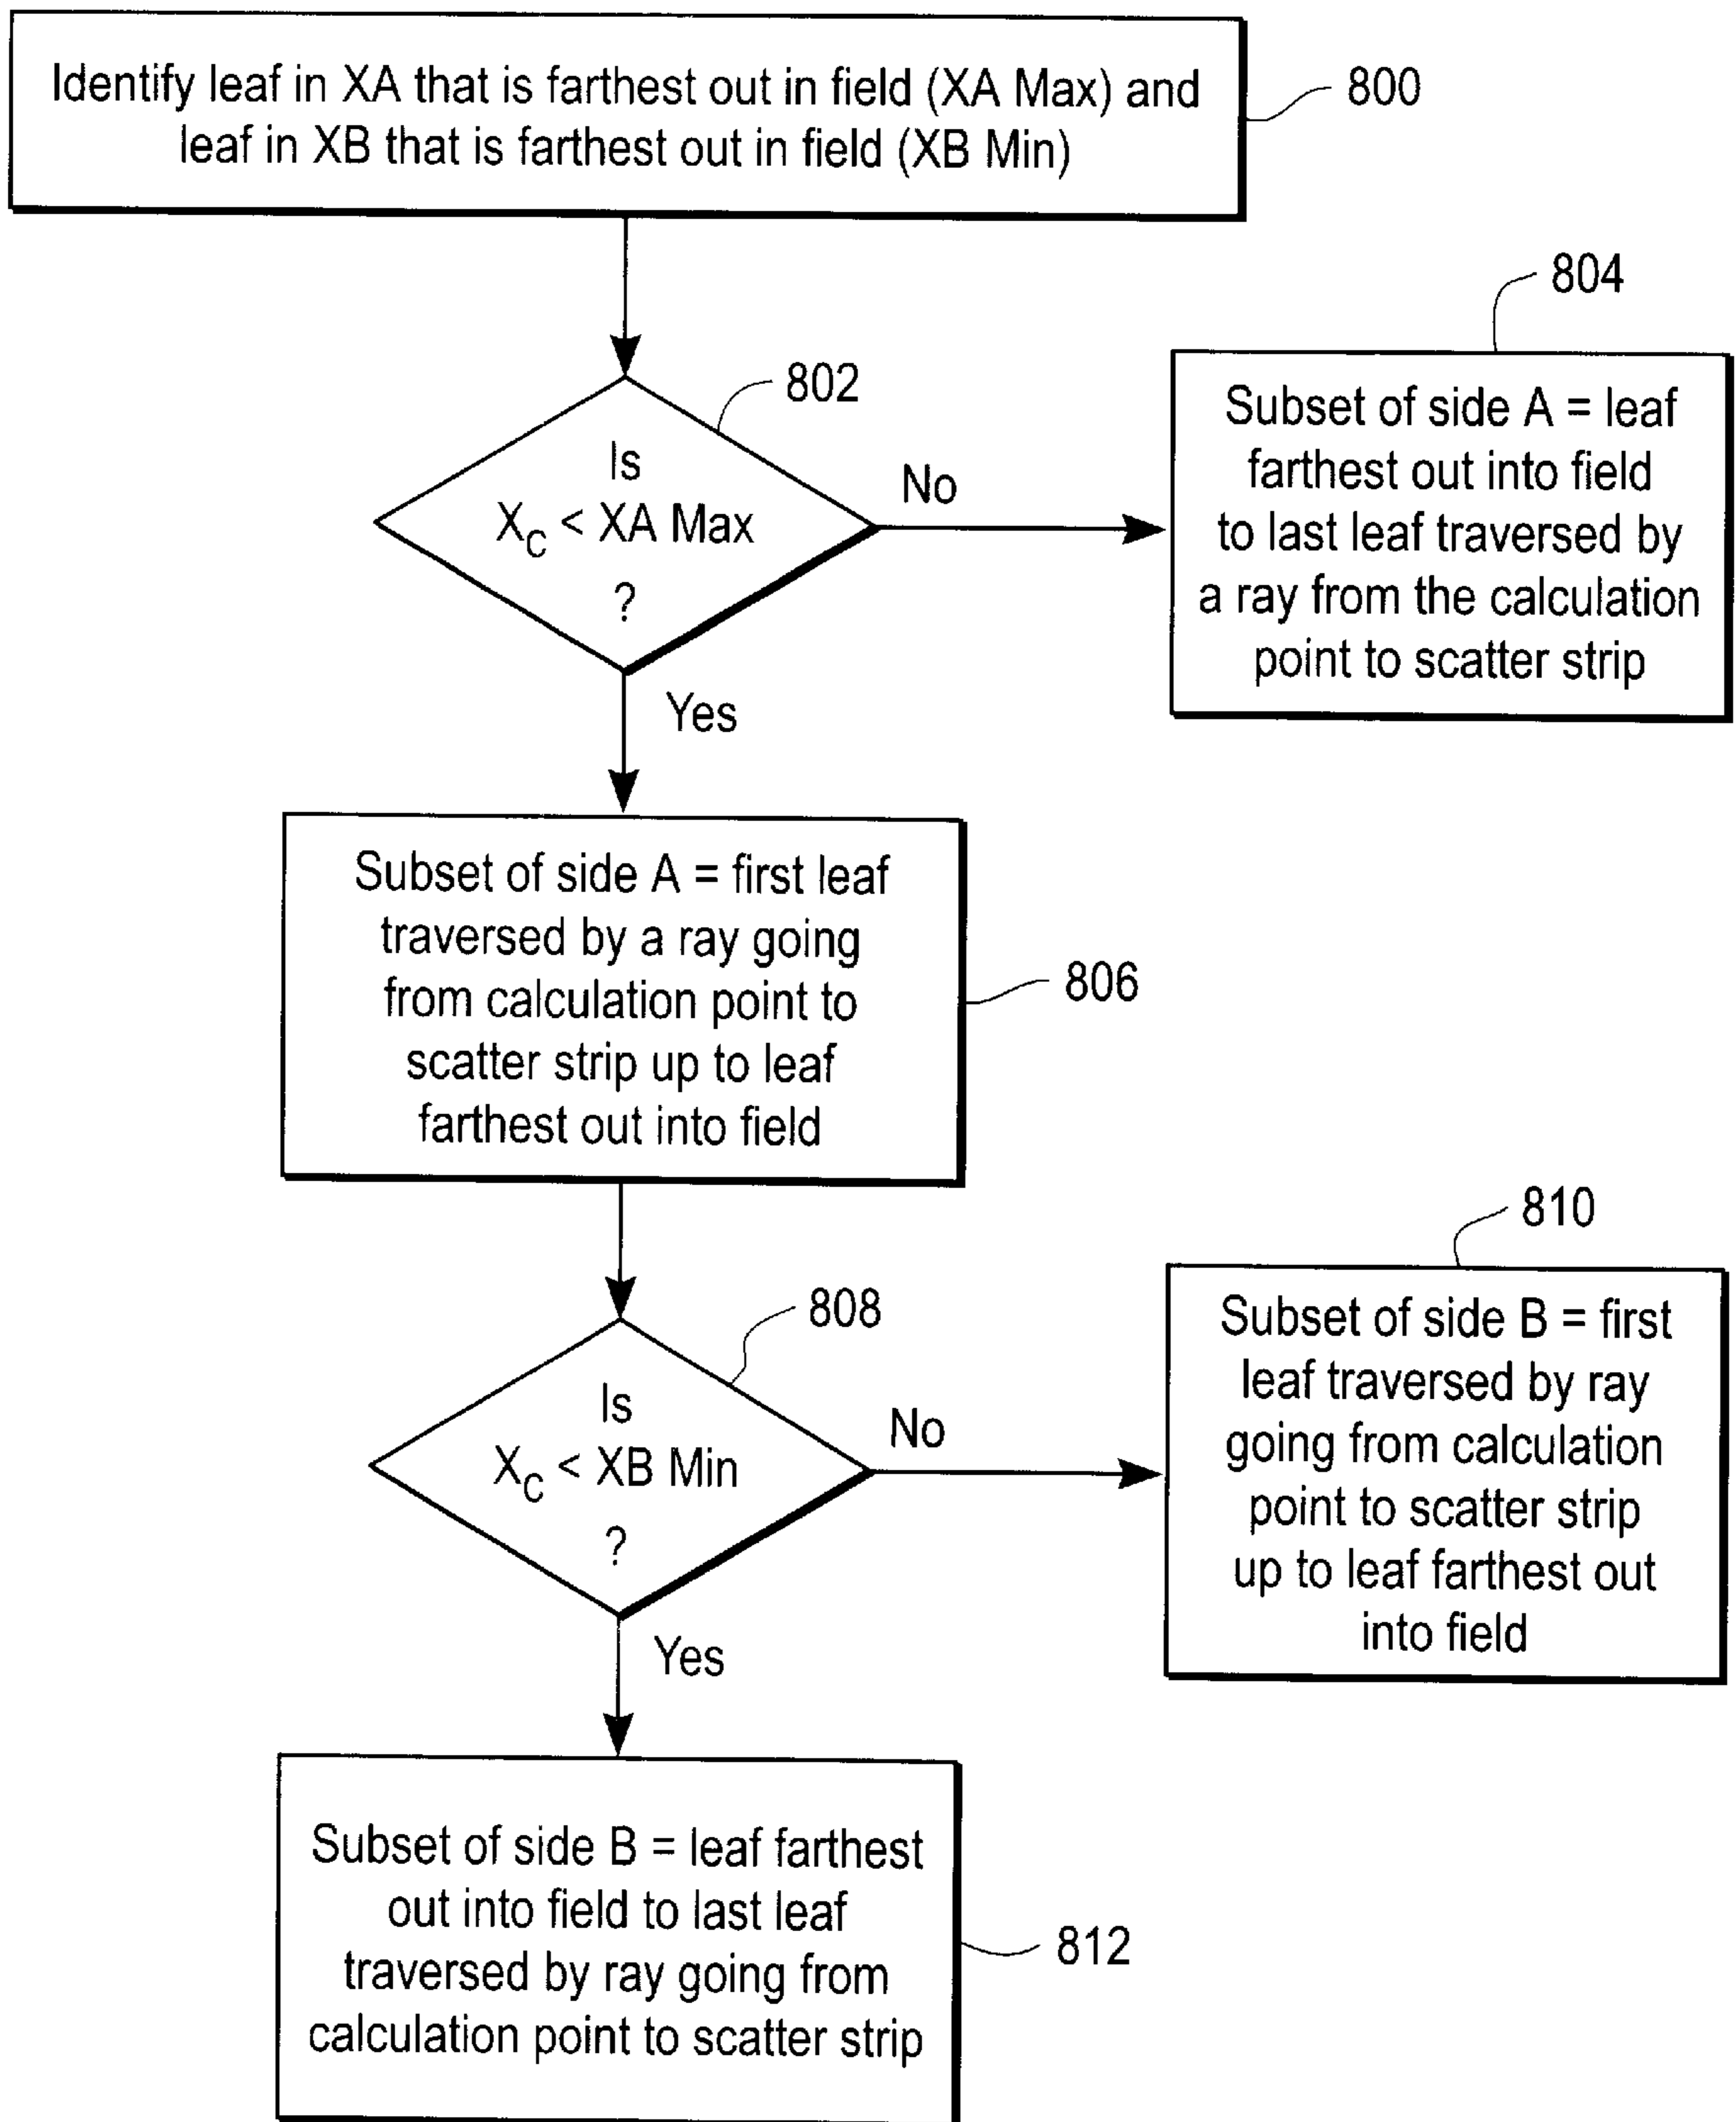 Identify leaf in XA that is farthest out in field (XA Max) and
leaf in XB that is farthest out in field (XB Min)
800
802
Is
XC < XA Max
?
No
Yes
804
Subset of side A = leaf
farthest out into field
to last leaf traversed by
a ray from the calculation
point to scatter strip
Subset of side A = first leaf
traversed by a ray going
from calculation point to
scatter strip up to leaf
farthest out into field
806
808
Is
XC < XB Min
?
No
Yes
810
Subset of side B = first
leaf traversed by ray
going from calculation
point to scatter strip
up to leaf farthest out
into field
Subset of side B = leaf farthest
out into field to last leaf
traversed by ray going from
calculation point to scatter strip
812